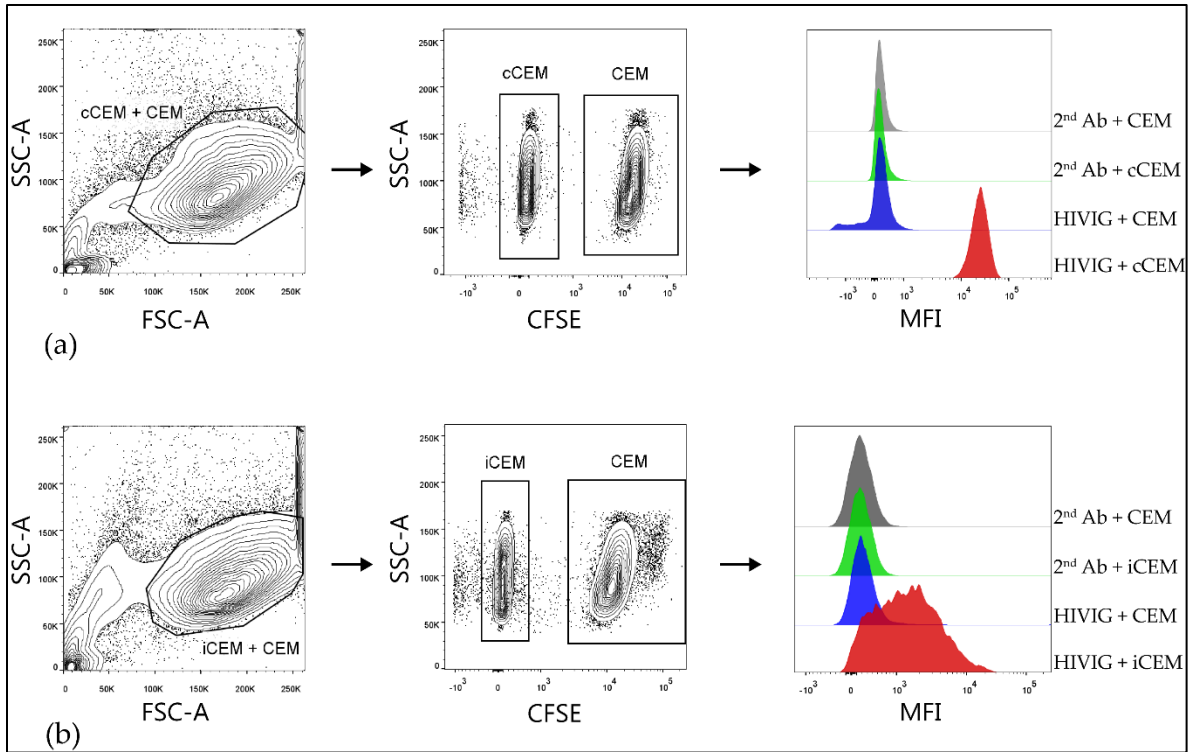 250K
200K
150K
100K
50K
0
SSC-A
cCEM + CEM
0 50K 100K 150K 200K 250K
FSC-A
250K
200K
150K
100K
50K
0
SSC-A
cCEM CEM
-10³ 0 10³ 10⁴ 10⁵
CFSE
2nd Ab + CEM
2nd Ab + cCEM
HIVIG + CEM
HIVIG + cCEM
-10³ 0 10³ 10⁴ 10⁵
MFI
(a)
250K
200K
150K
100K
50K
0
SSC-A
iCEM + CEM
0 50K 100K 150K 200K 250K
FSC-A
250K
200K
150K
100K
50K
0
SSC-A
iCEM CEM
-10³ 0 10³ 10⁴ 10⁵
CFSE
2nd Ab + CEM
2nd Ab + iCEM
HIVIG + CEM
HIVIG + iCEM
-10³ 0 10³ 10⁴ 10⁵
MFI
(b)